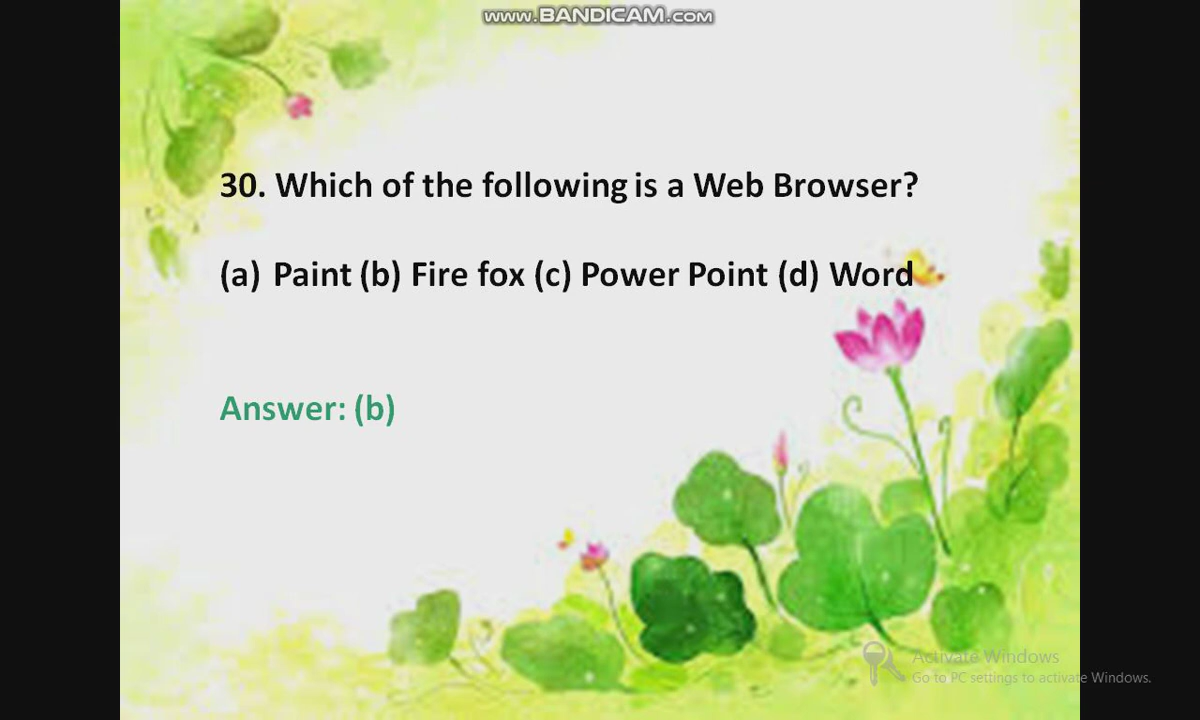 www.BANDICAM.com
30. Which of the following is a Web Browser?
(a) Paint (b) Fire fox (c) Power Point (d) Word
Answer: (b)
Activate Windows
Go to PC settings to activate Windows.